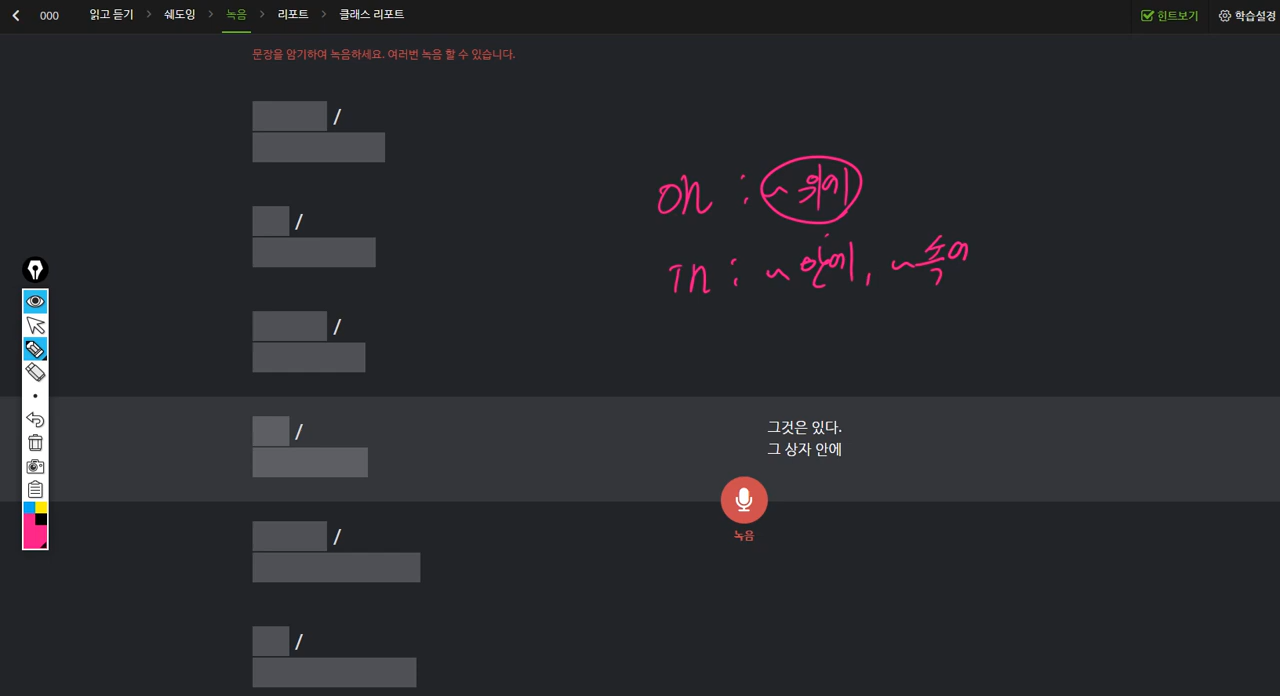 000 읽고 듣기 > 쉐도잉 > 녹음 > 리포트 > 클래스 리포트 힌트보기 학습설정
문장을 암기하여 녹음하세요. 여러번 녹음 할 수 있습니다.
/
on : ~위에
/
in : ~안에, ~속에
/
/
그것은 있다.
그 상자 안에
녹음
/
/